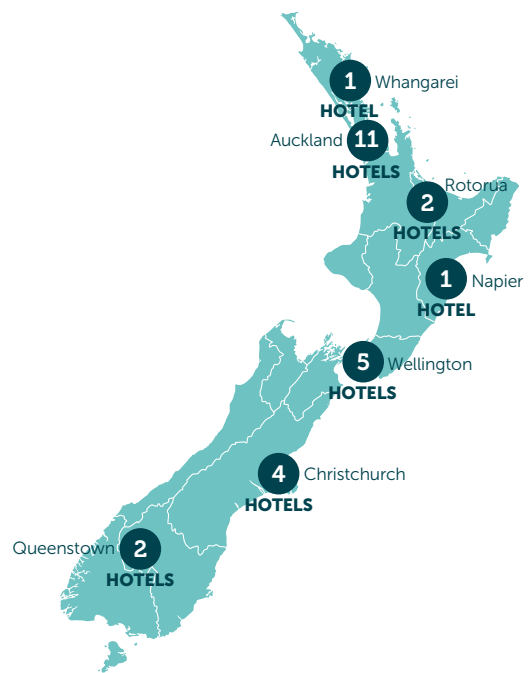 1 Whangarei
HOTEL
Auckland 11
HOTELS
Rotorua
2
HOTELS
1 Napier
HOTEL
5 Wellington
HOTELS
4 Christchurch
HOTELS
Queenstown 2
HOTELS